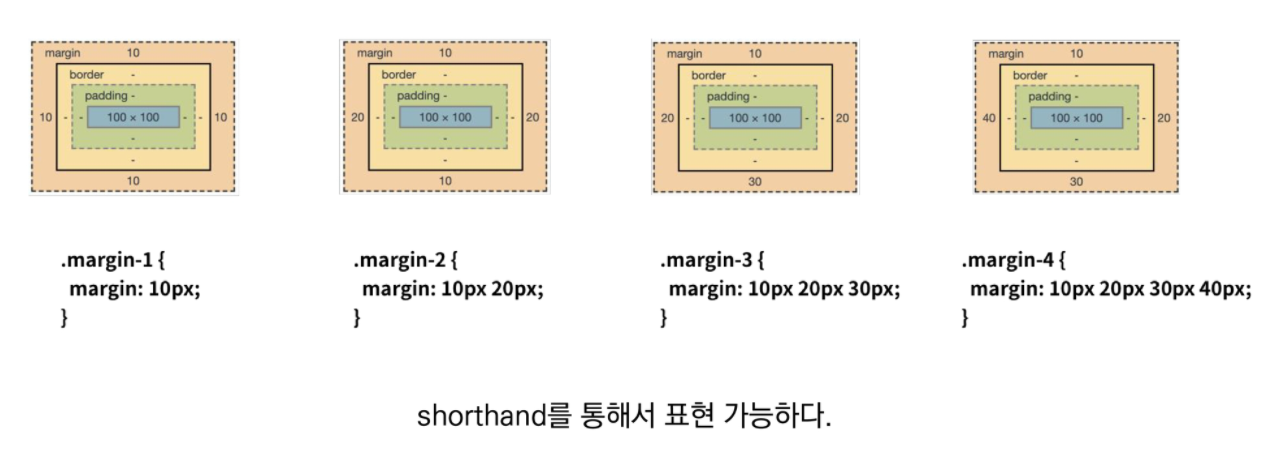 margin 10
border -
padding -
10 - - 100 × 100 - - 10
-
-
10
margin 10
border -
padding -
20 - - 100 × 100 - - 20
-
-
10
margin 10
border -
padding -
20 - - 100 × 100 - - 20
-
-
30
margin 10
border -
padding -
40 - - 100 × 100 - - 20
-
-
30
.margin-1 {
margin: 10px;
}
.margin-2 {
margin: 10px 20px;
}
.margin-3 {
margin: 10px 20px 30px;
}
.margin-4 {
margin: 10px 20px 30px 40px;
}
shorthand를 통해서 표현 가능하다.